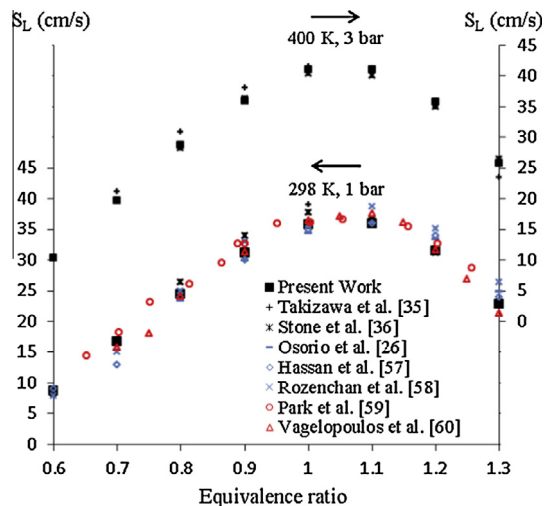 S_L (cm/s)
S_L (cm/s)
400 K, 3 bar
298 K, 1 bar
45
40
35
30
25
20
15
10
5
0
45
40
35
30
25
20
15
10
5
0
Present Work
Takizawa et al. [35]
Stone et al. [36]
Osorio et al. [26]
Hassan et al. [57]
Rozenchan et al. [58]
Park et al. [59]
Vagelopoulos et al. [60]
0.6 0.7 0.8 0.9 1 1.1 1.2 1.3
Equivalence ratio